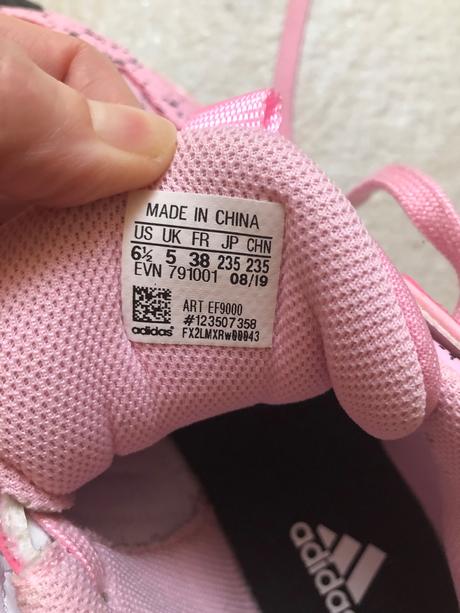 MADE IN CHINA
US UK FR JP CHN
6½ 5 38 235 235
EVN 791001 08/19
ART EF9000
#123507358
adidas®
adidas